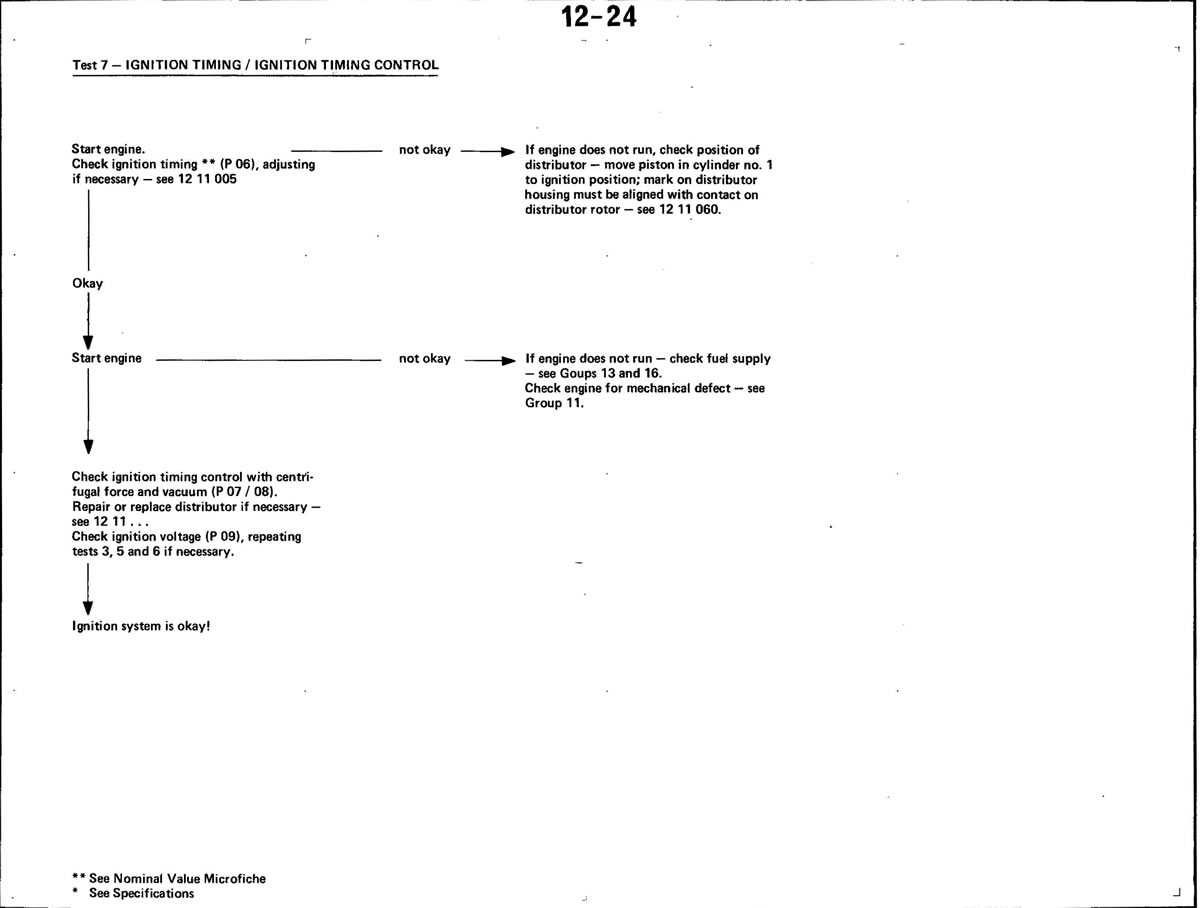 12-24
Test 7 — IGNITION TIMING / IGNITION TIMING CONTROL
Start engine.
Check ignition timing ** (P 06), adjusting
if necessary — see 12 11 005
not okay
If engine does not run, check position of
distributor — move piston in cylinder no. 1
to ignition position; mark on distributor
housing must be aligned with contact on
distributor rotor — see 12 11 060.
Okay
Start engine
not okay
If engine does not run — check fuel supply
— see Goups 13 and 16.
Check engine for mechanical defect — see
Group 11.
Check ignition timing control with centri-
fugal force and vacuum (P 07 / 08).
Repair or replace distributor if necessary —
see 12 11 . . .
Check ignition voltage (P 09), repeating
tests 3, 5 and 6 if necessary.
Ignition system is okay!
** See Nominal Value Microfiche
* See Specifications